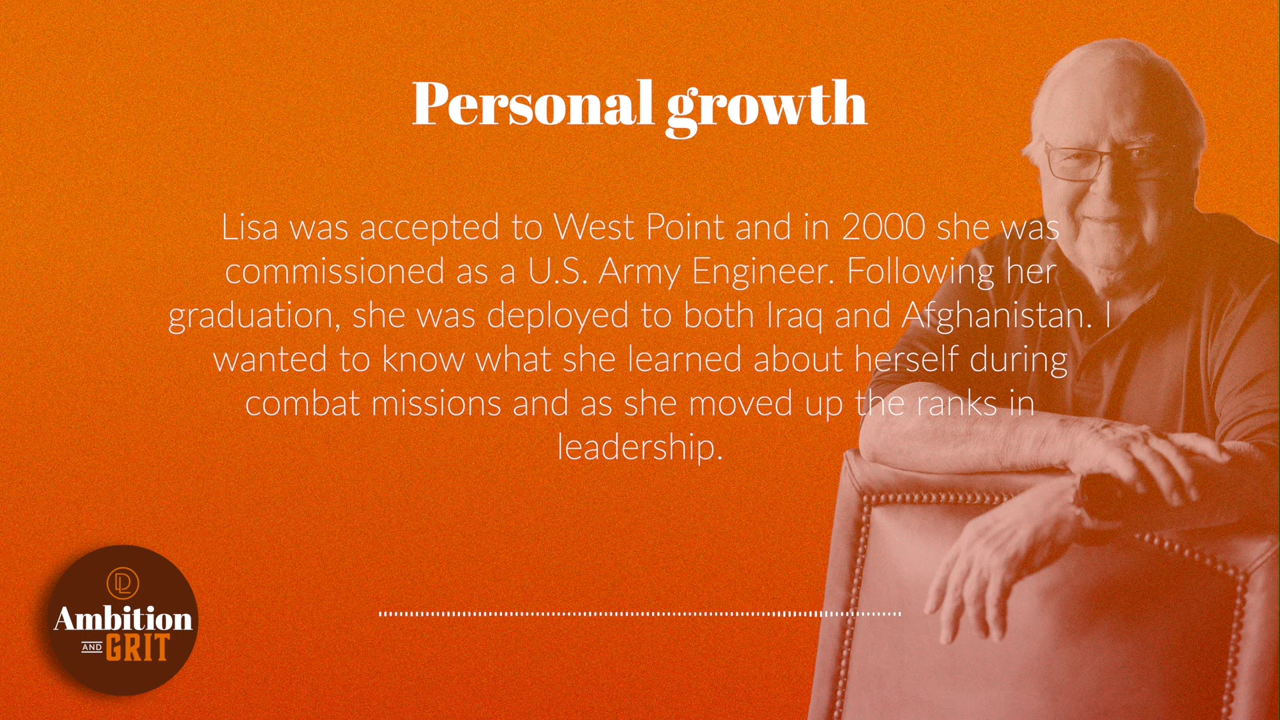 Personal growth
Lisa was accepted to West Point and in 2000 she was
commissioned as a U.S. Army Engineer. Following her
graduation, she was deployed to both Iraq and Afghanistan. I
wanted to know what she learned about herself during
combat missions and as she moved up the ranks in
leadership.
DL
Ambition
AND GRIT